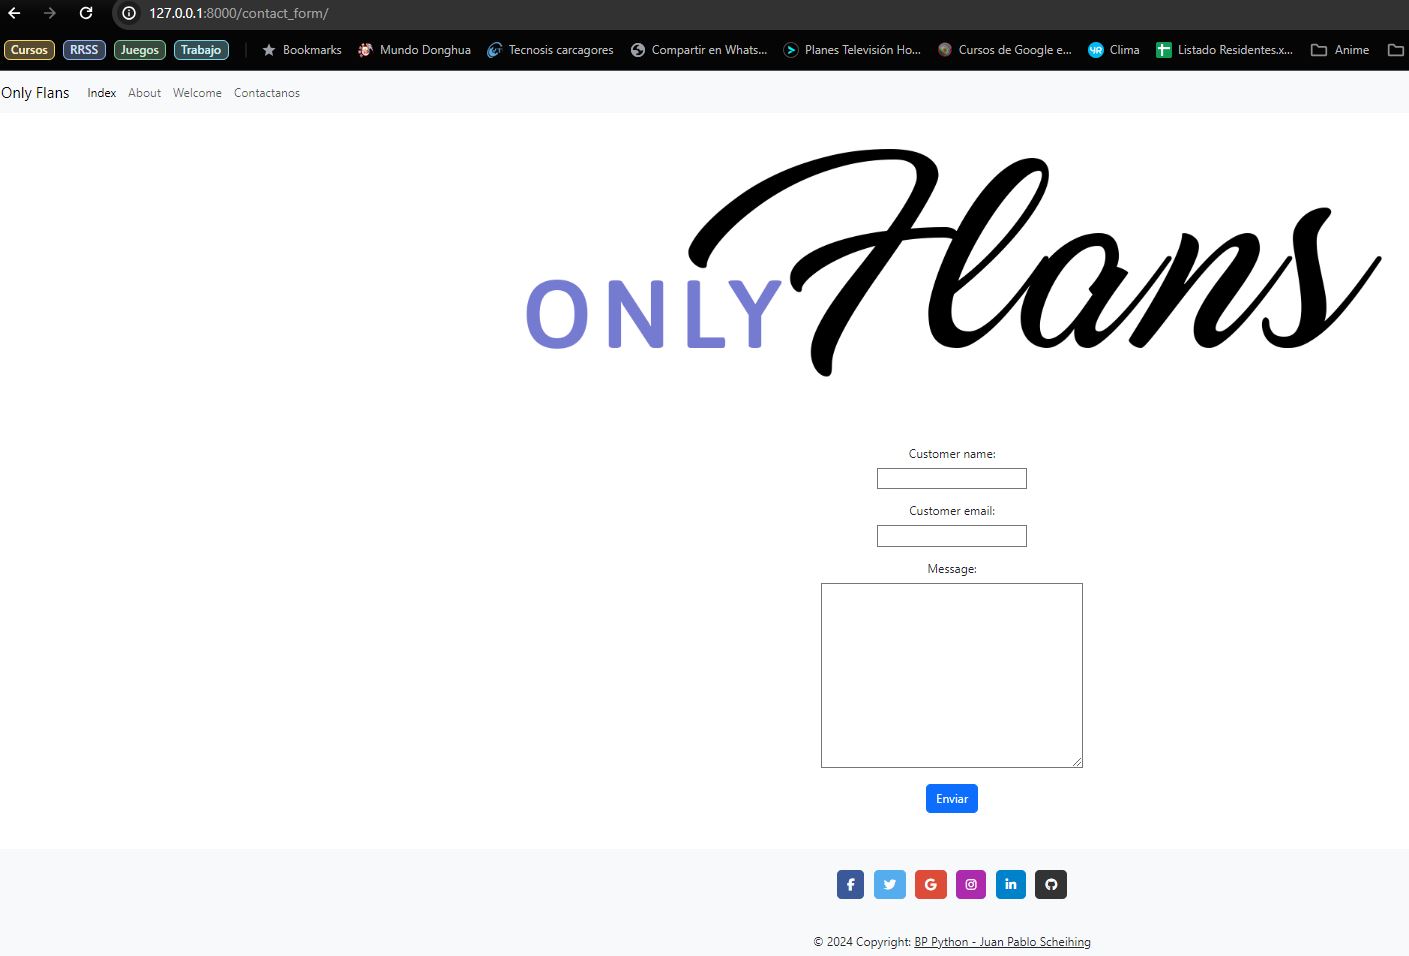 127.0.0.1:8000/contact_form/
Cursos RRSS Juegos Trabajo Bookmarks Mundo Donghua Tecnosis carcagores Compartir en Whats... Planes Televisión Ho... Cursos de Google e... Clima Listado Residentes.x... Anime
Only Flans Index About Welcome Contactanos
ONLY Flans
Customer name:
Customer email:
Message:
Enviar
© 2024 Copyright: BP Python - Juan Pablo Scheihing